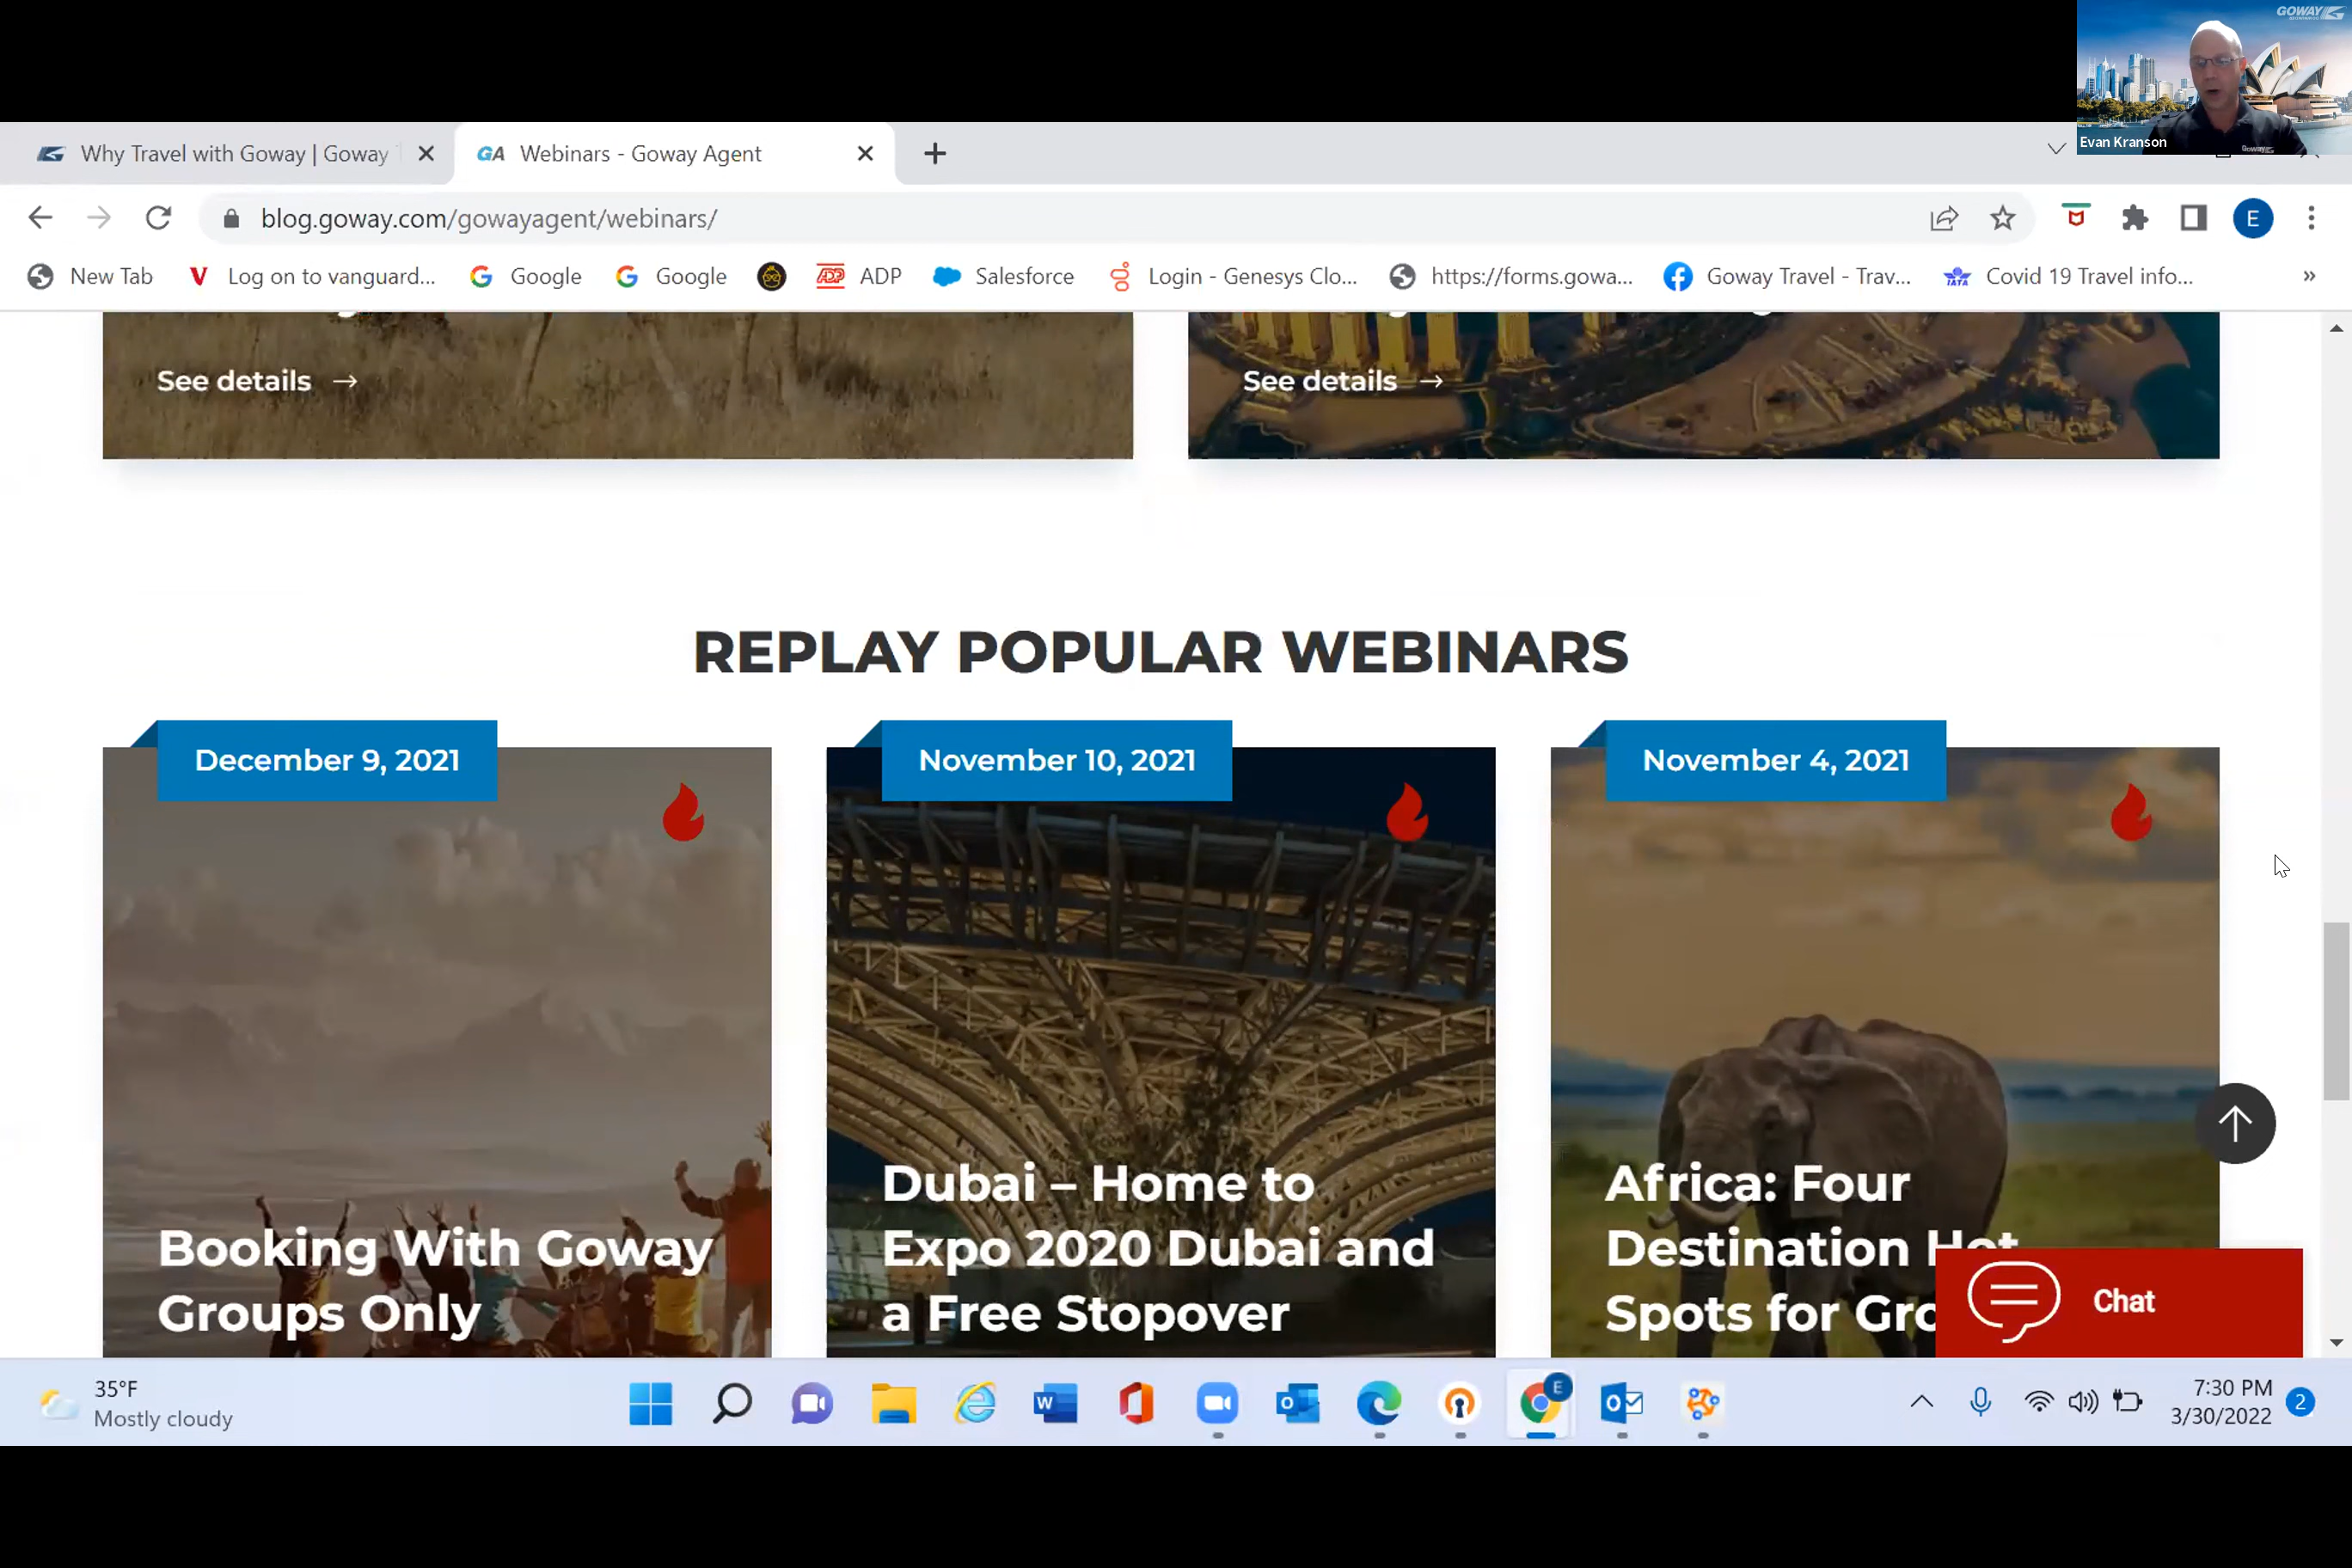 GOWAY
Evan Kranson
Why Travel with Goway | Goway
GA Webinars - Goway Agent
blog.goway.com/gowayagent/webinars/
E
New Tab
Log on to vanguard...
Google
Google
ADP
Salesforce
Login - Genesys Clo...
https://forms.gowa...
Goway Travel - Trav...
Covid 19 Travel info...
See details →
See details →
REPLAY POPULAR WEBINARS
December 9, 2021
November 10, 2021
November 4, 2021
Booking With Goway
Groups Only
Dubai – Home to
Expo 2020 Dubai and
a Free Stopover
Africa: Four
Destination Hot
Spots for Gro
Chat
35°F
Mostly cloudy
7:30 PM
3/30/2022
2